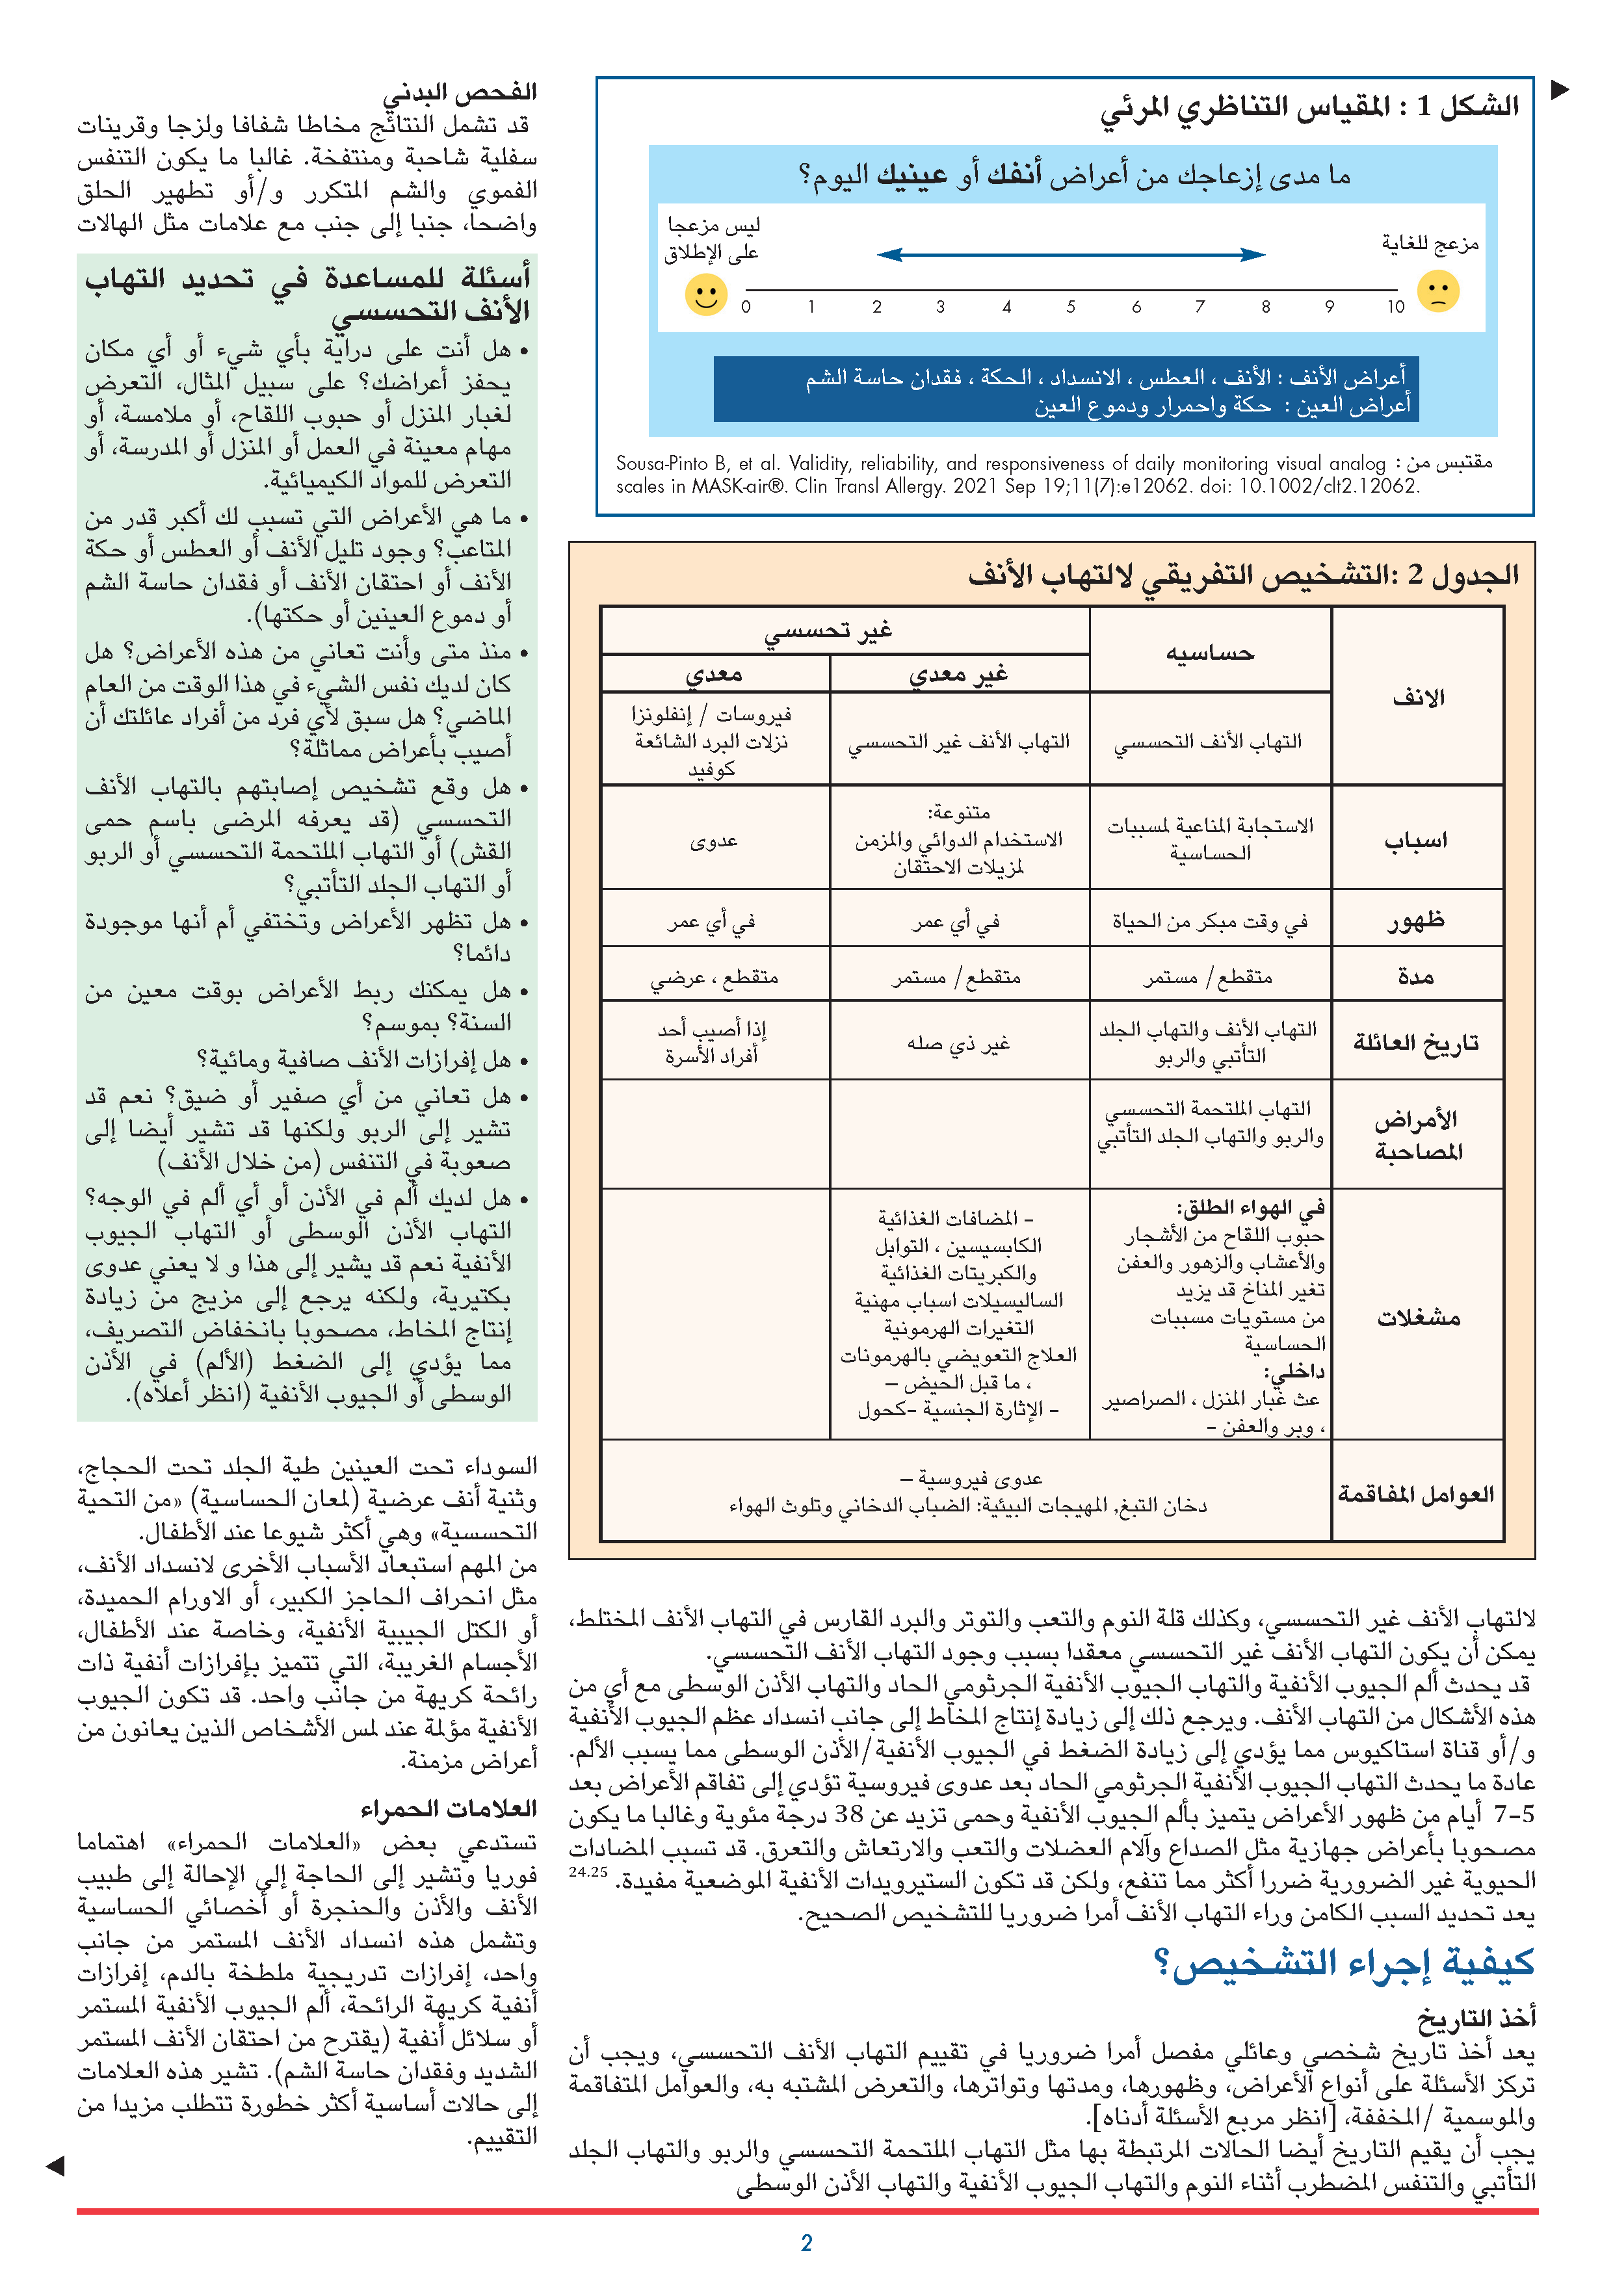 الشكل 1 : المقياس التناظري المرئي
ما مدى إزعاجك من أعراض أنفك أو عينيك اليوم؟
مزعج للغاية
ليس مزعجا
على الإطلاق
0 1 2 3 4 5 6 7 8 9 10
أعراض الأنف : الأنف ، العطس ، الانسداد ، الحكة ، فقدان حاسة الشم
أعراض العين : حكة واحمرار ودموع العين
مقتبس من : Sousa-Pinto B, et al. Validity, reliability, and responsiveness of daily monitoring visual analog
scales in MASK-air®. Clin Transl Allergy. 2021 Sep 19;11(7):e12062. doi: 10.1002/clt2.12062.
الجدول 2 :التشخيص التفريقي لالتهاب الأنف
الانف
حساسيه
غير تحسسي
غير معدي
معدي
التهاب الأنف التحسسي
التهاب الأنف غير التحسسي
فيروسات / إنفلونزا
نزلات البرد الشائعة
كوفيد
اسباب
الاستجابة المناعية لمسببات
الحساسية
متنوعة:
الاستخدام الدوائي والمزمن
لمزيلات الاحتقان
عدوى
ظهور
في وقت مبكر من الحياة
في أي عمر
في أي عمر
مدة
متقطع/ مستمر
متقطع/ مستمر
متقطع ، عرضي
تاريخ العائلة
التهاب الأنف والتهاب الجلد
التأتبي والربو
غير ذي صله
إذا أصيب أحد
أفراد الأسرة
الأمراض
المصاحبة
التهاب الملتحمة التحسسي
والربو والتهاب الجلد التأتبي
مشغلات
في الهواء الطلق:
حبوب اللقاح من الأشجار
والأعشاب والزهور والعفن
تغير المناخ قد يزيد
من مستويات مسببات
الحساسية
داخلي:
عث غبار المنزل ، الصراصير
، وبر والعفن –
– المضافات الغذائية
الكابسيسين ، التوابل
والكبريتات الغذائية
الساليسيلات اسباب مهنية
التغيرات الهرمونية
العلاج التعويضي بالهرمونات
، ما قبل الحيض –
– الإثارة الجنسية –كحول
العوامل المفاقمة
عدوى فيروسية –
دخان التبغ, المهيجات البيئية: الضباب الدخاني وتلوث الهواء
لالتهاب الأنف غير التحسسي، وكذلك قلة النوم والتعب والتوتر والبرد القارس في التهاب الأنف المختلط،
يمكن أن يكون التهاب الأنف غير التحسسي معقدا بسبب وجود التهاب الأنف التحسسي.
قد يحدث ألم الجيوب الأنفية والتهاب الجيوب الأنفية الجرثومي الحاد والتهاب الأذن الوسطى مع أي من
هذه الأشكال من التهاب الأنف. ويرجع ذلك إلى زيادة إنتاج المخاط إلى جانب انسداد عظم الجيوب الأنفية
و/أو قناة استاكيوس مما يؤدي إلى زيادة الضغط في الجيوب الأنفية/الأذن الوسطى مما يسبب الألم.
عادة ما يحدث التهاب الجيوب الأنفية الجرثومي الحاد بعد عدوى فيروسية تؤدي إلى تفاقم الأعراض بعد
5–7 أيام من ظهور الأعراض يتميز بألم الجيوب الأنفية وحمى تزيد عن 38 درجة مئوية وغالبا ما يكون
مصحوبا بأعراض جهازية مثل الصداع وآلام العضلات والتعب والارتعاش والتعرق. قد تسبب المضادات
الحيوية غير الضرورية ضررا أكثر مما تنفع، ولكن قد تكون الستيرويدات الأنفية الموضعية مفيدة. 24.25
يعد تحديد السبب الكامن وراء التهاب الأنف أمرا ضروريا للتشخيص الصحيح.
كيفية إجراء التشخيص؟
أخذ التاريخ
يعد أخذ تاريخ شخصي وعائلي مفصل أمرا ضروريا في تقييم التهاب الأنف التحسسي، ويجب أن
تركز الأسئلة على أنواع الأعراض، وظهورها، ومدتها وتواترها، والتعرض المشتبه به، والعوامل المتفاقمة
والموسمية /المخففة، [انظر مربع الأسئلة أدناه].
يجب أن يقيم التاريخ أيضا الحالات المرتبطة بها مثل التهاب الملتحمة التحسسي والربو والتهاب الجلد
التأتبي والتنفس المضطرب أثناء النوم والتهاب الجيوب الأنفية والتهاب الأذن الوسطى
الفحص البدني
قد تشمل النتائج مخاطا شفافا ولزجا وقرينات
سفلية شاحبة ومنتفخة. غالبا ما يكون التنفس
الفموي والشم المتكرر و/أو تطهير الحلق
واضحا، جنبا إلى جنب مع علامات مثل الهالات
أسئلة للمساعدة في تحديد التهاب
الأنف التحسسي
• هل أنت على دراية بأي شيء أو أي مكان
يحفز أعراضك؟ على سبيل المثال، التعرض
لغبار المنزل أو حبوب اللقاح، أو ملامسة، أو
مهام معينة في العمل أو المنزل أو المدرسة، أو
التعرض للمواد الكيميائية.
• ما هي الأعراض التي تسبب لك أكبر قدر من
المتاعب؟ وجود تليل الأنف أو العطس أو حكة
الأنف أو احتقان الأنف أو فقدان حاسة الشم
أو دموع العينين أو حكتها).
• منذ متى وأنت تعاني من هذه الأعراض؟ هل
كان لديك نفس الشيء في هذا الوقت من العام
الماضي؟ هل سبق لأي فرد من أفراد عائلتك أن
أصيب بأعراض مماثلة؟
• هل وقع تشخيص إصابتهم بالتهاب الأنف
التحسسي (قد يعرفه المرضى باسم حمى
القش) أو التهاب الملتحمة التحسسي أو الربو
أو التهاب الجلد التأتبي؟
• هل تظهر الأعراض وتختفي أم أنها موجودة
دائما؟
• هل يمكنك ربط الأعراض بوقت معين من
السنة؟ بموسم؟
• هل إفرازات الأنف صافية ومائية؟
• هل تعاني من أي صفير أو ضيق؟ نعم قد
تشير إلى الربو ولكنها قد تشير أيضا إلى
صعوبة في التنفس (من خلال الأنف)
• هل لديك ألم في الأذن أو أي ألم في الوجه؟
التهاب الأذن الوسطى أو التهاب الجيوب
الأنفية نعم قد يشير إلى هذا و لا يعني عدوى
بكتيرية، ولكنه يرجع إلى مزيج من زيادة
إنتاج المخاط، مصحوبا بانخفاض التصريف،
مما يؤدي إلى الضغط (الألم) في الأذن
الوسطى أو الجيوب الأنفية (انظر أعلاه).
السوداء تحت العينين طية الجلد تحت الحجاج،
وثنية أنف عرضية (لمعان الحساسية) «من التحية
التحسسية» وهي أكثر شيوعا عند الأطفال.
من المهم استبعاد الأسباب الأخرى لانسداد الأنف،
مثل انحراف الحاجز الكبير، أو الاورام الحميدة،
أو الكتل الجيبية الأنفية، وخاصة عند الأطفال،
الأجسام الغريبة، التي تتميز بإفرازات أنفية ذات
رائحة كريهة من جانب واحد. قد تكون الجيوب
الأنفية مؤلمة عند لمس الأشخاص الذين يعانون من
أعراض مزمنة.
العلامات الحمراء
تستدعي بعض «العلامات الحمراء» اهتماما
فوريا وتشير إلى الحاجة إلى الإحالة إلى طبيب
الأنف والأذن والحنجرة أو أخصائي الحساسية
وتشمل هذه انسداد الأنف المستمر من جانب
واحد، إفرازات تدريجية ملطخة بالدم، إفرازات
أنفية كريهة الرائحة، ألم الجيوب الأنفية المستمر
أو سلائل أنفية (يقترح من احتقان الأنف المستمر
الشديد وفقدان حاسة الشم). تشير هذه العلامات
إلى حالات أساسية أكثر خطورة تتطلب مزيدا من
التقييم.
2